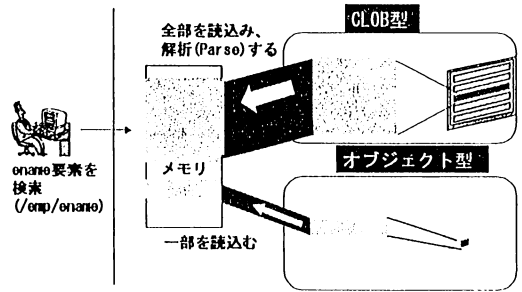 全部を読込み、
解析(Parse)する
CLOB型
ename要素を
検索
(/emp/ename)
メモリ
オブジェクト型
一部を読込む